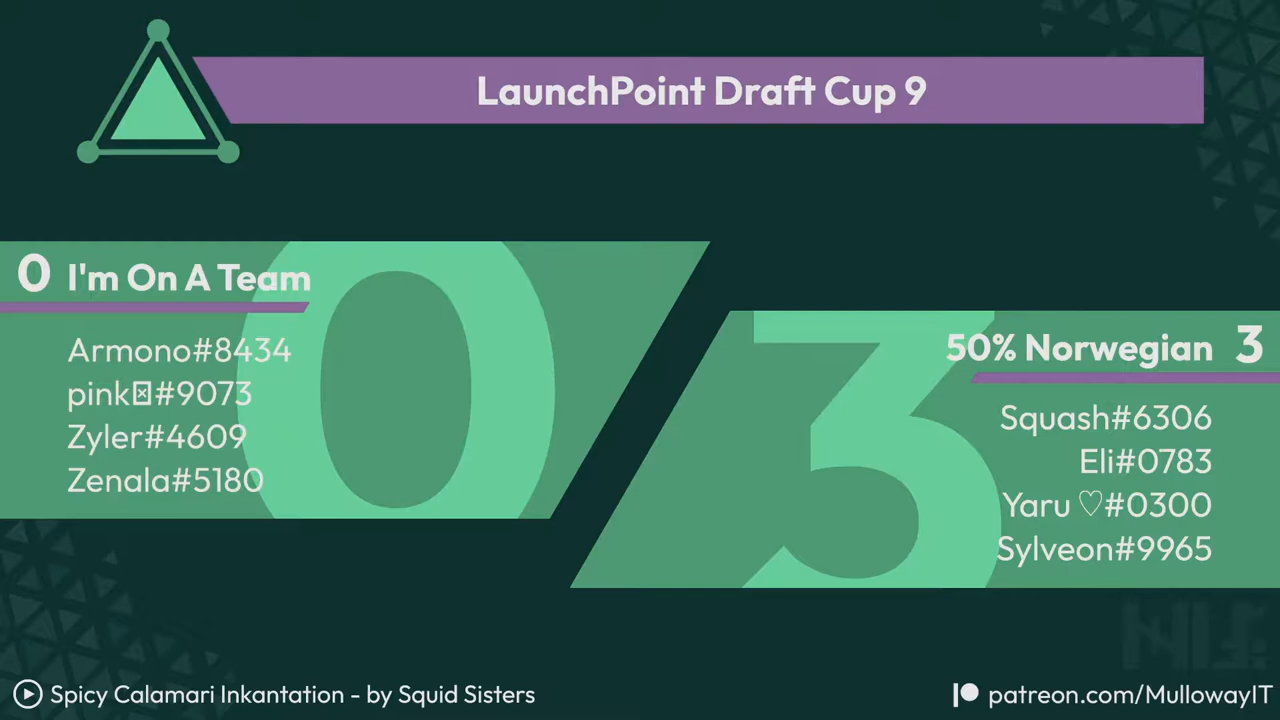 LaunchPoint Draft Cup 9
0 I'm On A Team
0
Armono#8434
pink#9073
Zyler#4609
Zenala#5180
50% Norwegian 3
3
Squash#6306
Eli#0783
Yaru ♡#0300
Sylveon#9965
Spicy Calamari Inkantation - by Squid Sisters
patreon.com/MullowayIT